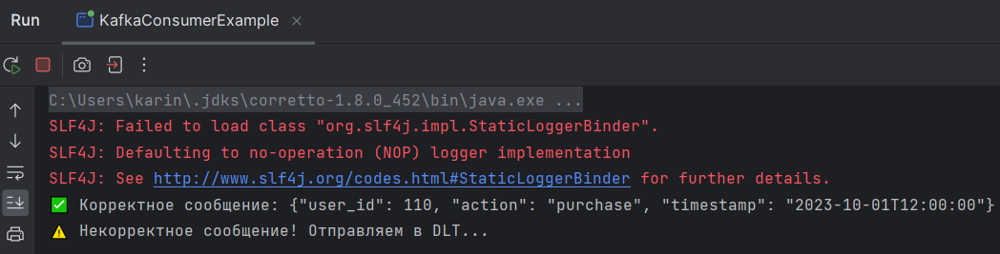 Run KafkaConsumerExample
C:\Users\karin\.jdks\corretto-1.8.0_452\bin\java.exe ...
SLF4J: Failed to load class "org.slf4j.impl.StaticLoggerBinder".
SLF4J: Defaulting to no-operation (NOP) logger implementation
SLF4J: See http://www.slf4j.org/codes.html#StaticLoggerBinder for further details.
✅ Корректное сообщение: {"user_id": 110, "action": "purchase", "timestamp": "2023-10-01T12:00:00"}
⚠️ Некорректное сообщение! Отправляем в DLT...